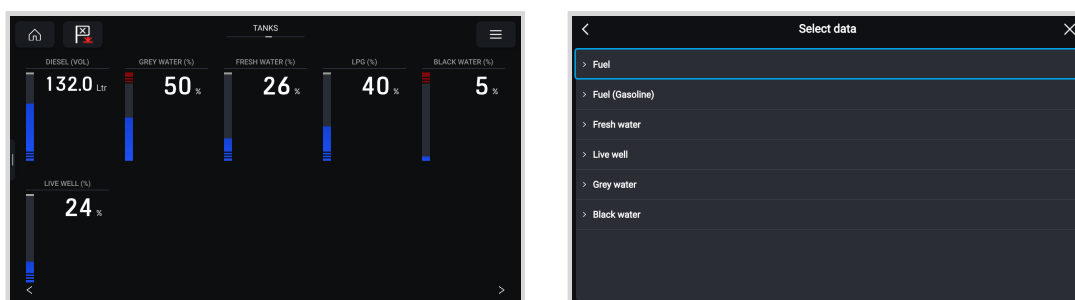 TANKS
DIESEL (VOL)
132.0 Ltr
GREY WATER (%)
50 %
FRESH WATER (%)
26 %
LPG (%)
40 %
BLACK WATER (%)
5 %
LIVE WELL (%)
24 %
Select data
Fuel
Fuel (Gasoline)
Fresh water
Live well
Grey water
Black water